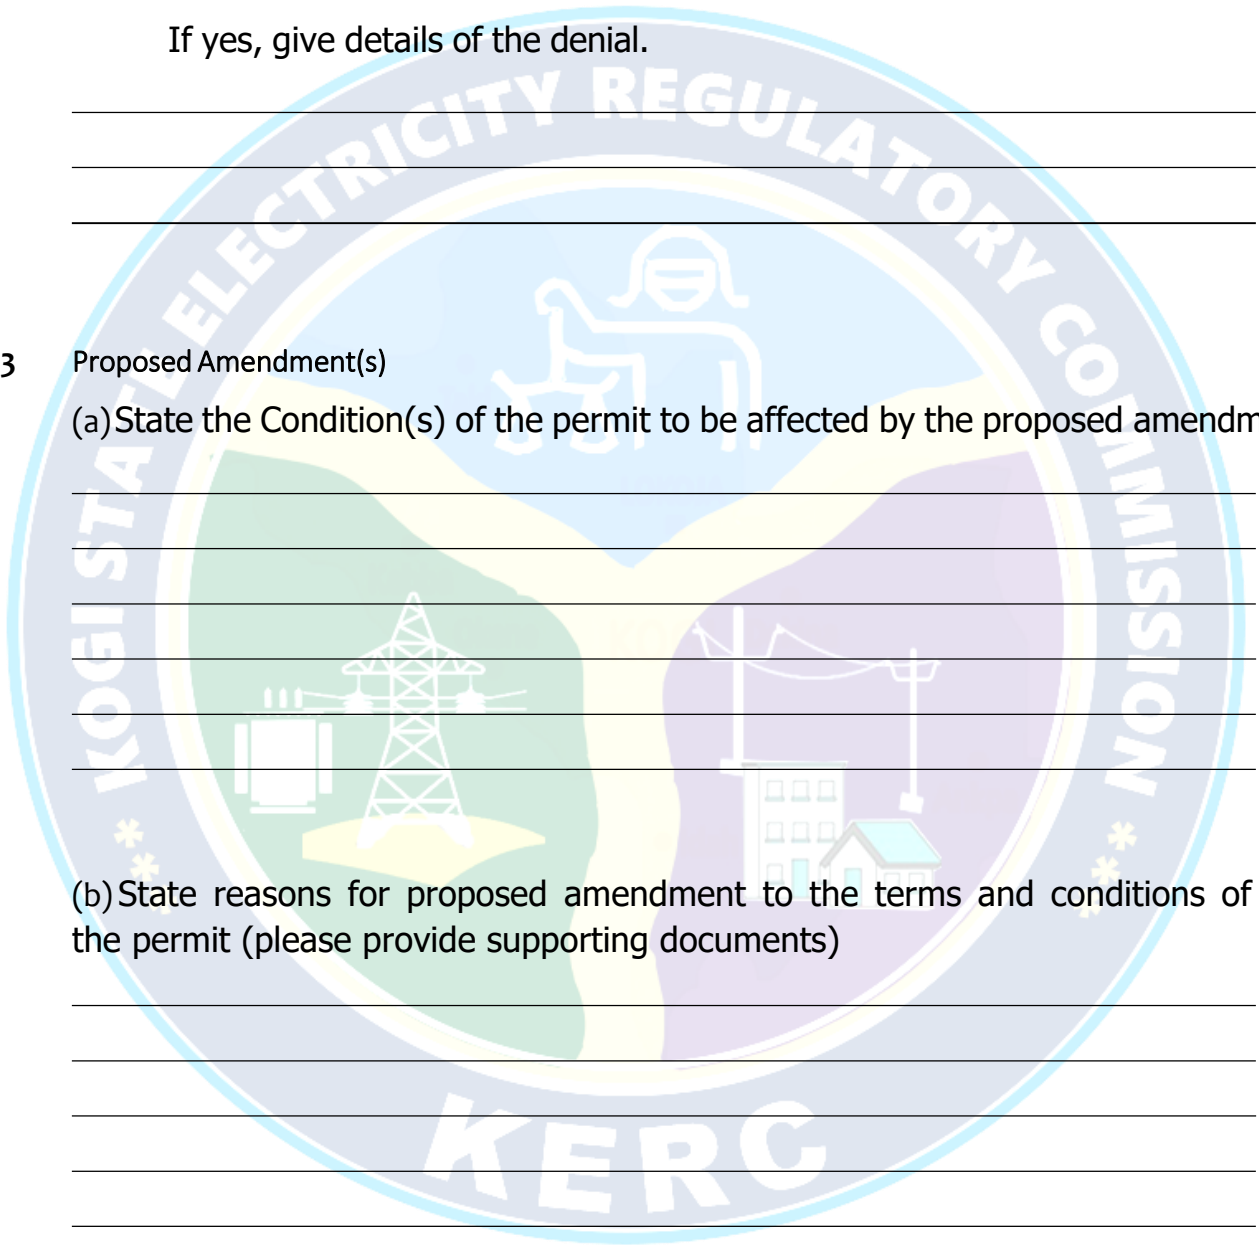 If yes, give details of the denial.
KOGI STATE ELECTRICITY REGULATORY COMMISSION
3 Proposed Amendment(s)
(a) State the Condition(s) of the permit to be affected by the proposed amendm
(b) State reasons for proposed amendment to the terms and conditions of
the permit (please provide supporting documents)
KERC